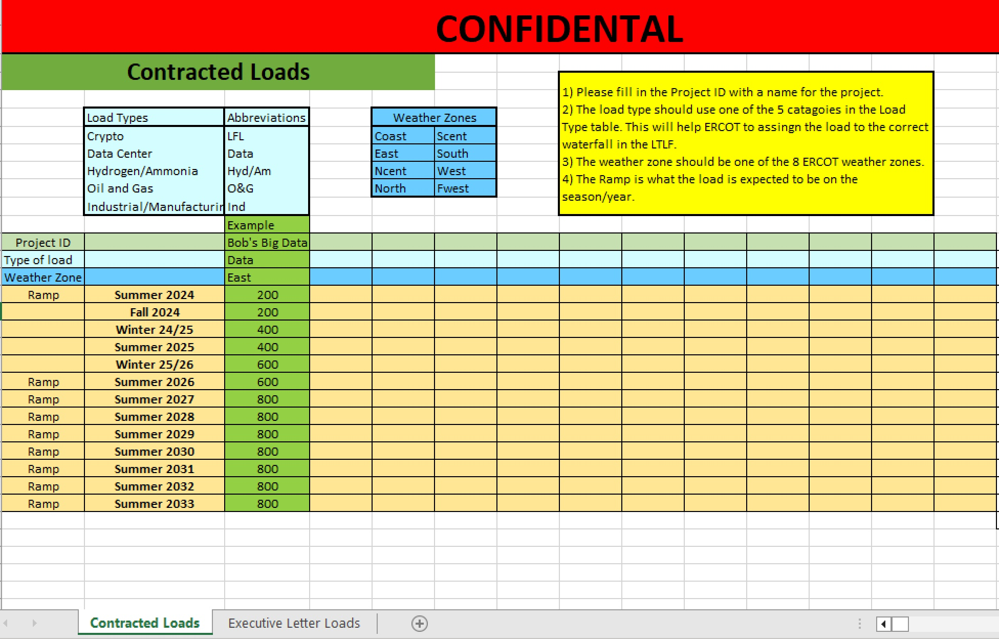 CONFIDENTAL
Contracted Loads
1) Please fill in the Project ID with a name for the project.
2) The load type should use one of the 5 catagoies in the Load
Type table. This will help ERCOT to assingn the load to the correct
waterfall in the LTLF.
3) The weather zone should be one of the 8 ERCOT weather zones.
4) The Ramp is what the load is expected to be on the
season/year.
Load Types Abbreviations
Crypto LFL
Data Center Data
Hydrogen/Ammonia Hyd/Am
Oil and Gas O&G
Industrial/Manufacturin Ind
Weather Zones
Coast Scent
East South
Ncent West
North Fwest
Example
Project ID Bob's Big Data
Type of load Data
Weather Zone East
Ramp Summer 2024 200
Fall 2024 200
Winter 24/25 400
Summer 2025 400
Winter 25/26 600
Ramp Summer 2026 600
Ramp Summer 2027 800
Ramp Summer 2028 800
Ramp Summer 2029 800
Ramp Summer 2030 800
Ramp Summer 2031 800
Ramp Summer 2032 800
Ramp Summer 2033 800
Contracted Loads Executive Letter Loads